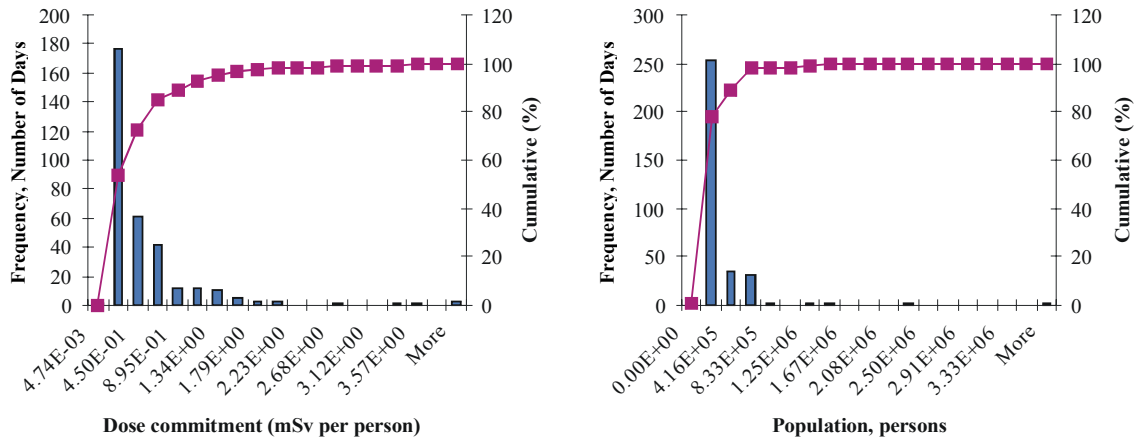 Frequency, Number of Days
200
180
160
140
120
100
80
60
40
20
0
120
100
80
60
40
20
0
Cumulative (%)
4.74E-03
4.50E-01
8.95E-01
1.34E+00
1.79E+00
2.23E+00
2.68E+00
3.12E+00
3.57E+00
More
Dose commitment (mSv per person)
Frequency, Number of Days
300
250
200
150
100
50
0
120
100
80
60
40
20
0
Cumulative (%)
0.00E+00
4.16E+05
8.33E+05
1.25E+06
1.67E+06
2.08E+06
2.50E+06
2.91E+06
3.33E+06
More
Population, persons